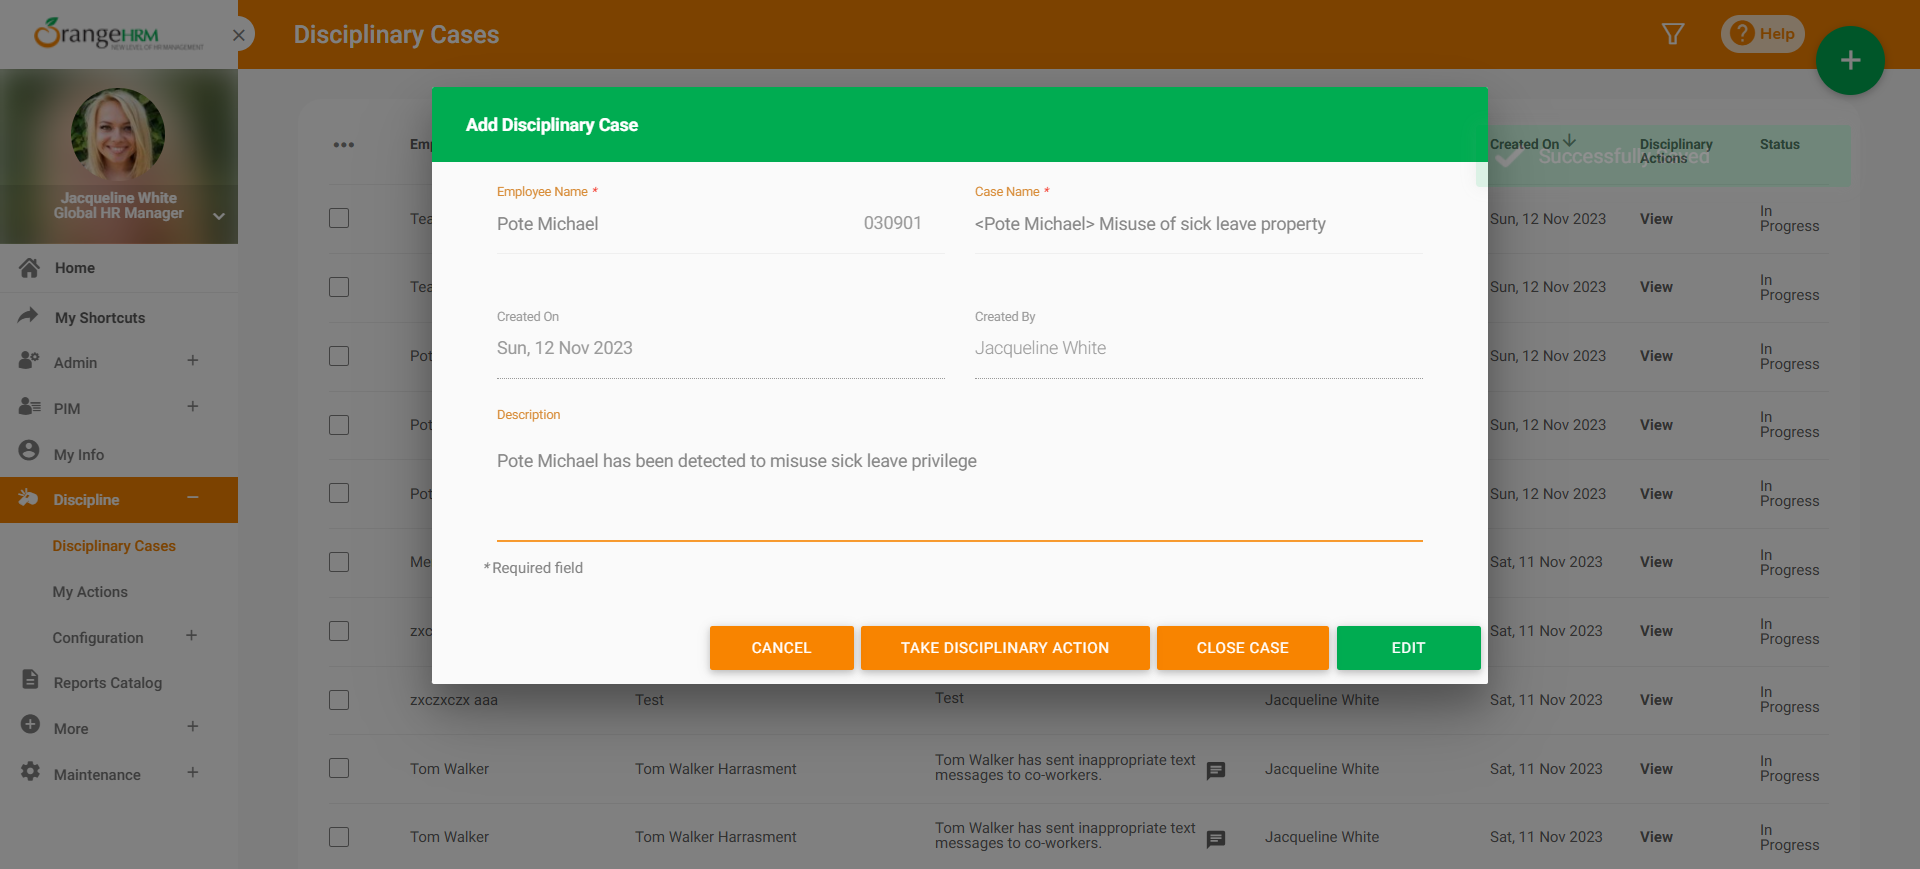 OrangeHRM
NEW LEVEL OF HR MANAGEMENT
Disciplinary Cases
Help
Jacqueline White
Global HR Manager
Home
My Shortcuts
Admin
PIM
My Info
Discipline
Disciplinary Cases
My Actions
Configuration
Reports Catalog
More
Maintenance
Add Disciplinary Case
Employee Name *
Case Name *
Pote Michael 030901
<Pote Michael> Misuse of sick leave property
Created On
Created By
Sun, 12 Nov 2023
Jacqueline White
Description
Pote Michael has been detected to misuse sick leave privilege
* Required field
CANCEL
TAKE DISCIPLINARY ACTION
CLOSE CASE
EDIT
Em
Created On
Disciplinary
Actions
Status
Successfully
Tea
Sun, 12 Nov 2023 View In
Progress
Tea
Sun, 12 Nov 2023 View In
Progress
Pot
Sun, 12 Nov 2023 View In
Progress
Pot
Sun, 12 Nov 2023 View In
Progress
Pot
Sun, 12 Nov 2023 View In
Progress
Me
Sat, 11 Nov 2023 View In
Progress
zxc
Sat, 11 Nov 2023 View In
Progress
zxczxczx aaa Test Test Jacqueline White Sat, 11 Nov 2023 View In
Progress
Tom Walker Tom Walker Harrasment Tom Walker has sent inappropriate text
messages to co-workers. Jacqueline White Sat, 11 Nov 2023 View In
Progress
Tom Walker Tom Walker Harrasment Tom Walker has sent inappropriate text
messages to co-workers. Jacqueline White Sat, 11 Nov 2023 View In
Progress